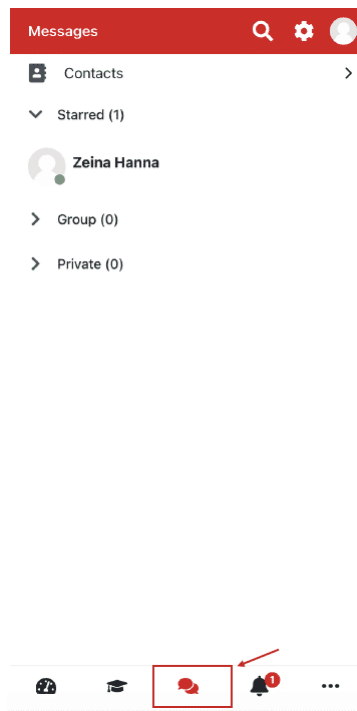 Messages
Contacts
Starred (1)
Zeina Hanna
Group (0)
Private (0)
1